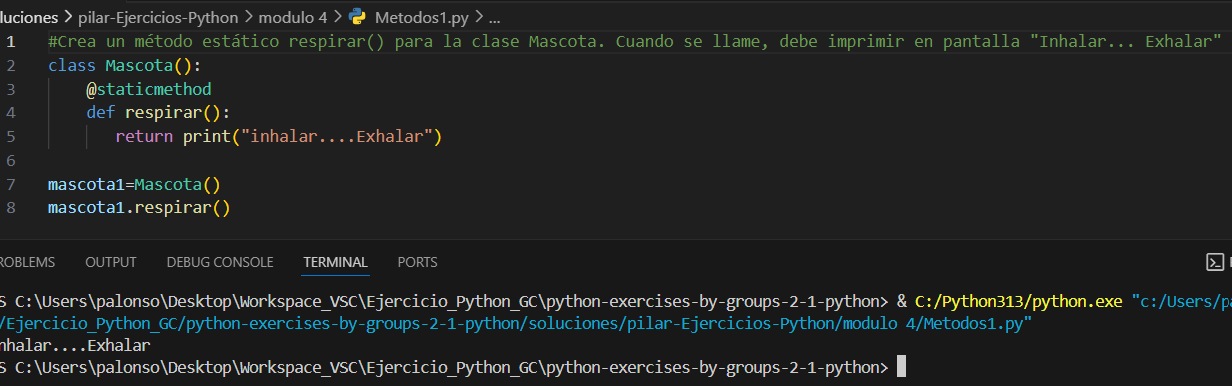 luciones > pilar-Ejercicios-Python > modulo 4 > Metodos1.py > ...
1 #Crea un método estático respirar() para la clase Mascota. Cuando se llame, debe imprimir en pantalla "Inhalar... Exhalar"
2 class Mascota():
3 @staticmethod
4 def respirar():
5 return print("inhalar....Exhalar")
6
7 mascota1=Mascota()
8 mascota1.respirar()
ROBLEMS OUTPUT DEBUG CONSOLE TERMINAL PORTS
S C:\Users\palonso\Desktop\Workspace_VSC\Ejercicio_Python_GC\python-exercises-by-groups-2-1-python> & C:/Python313/python.exe "c:/Users/pa
/Ejercicio_Python_GC/python-exercises-by-groups-2-1-python/soluciones/pilar-Ejercicios-Python/modulo 4/Metodos1.py"
nhalar....Exhalar
S C:\Users\palonso\Desktop\Workspace_VSC\Ejercicio_Python_GC\python-exercises-by-groups-2-1-python>